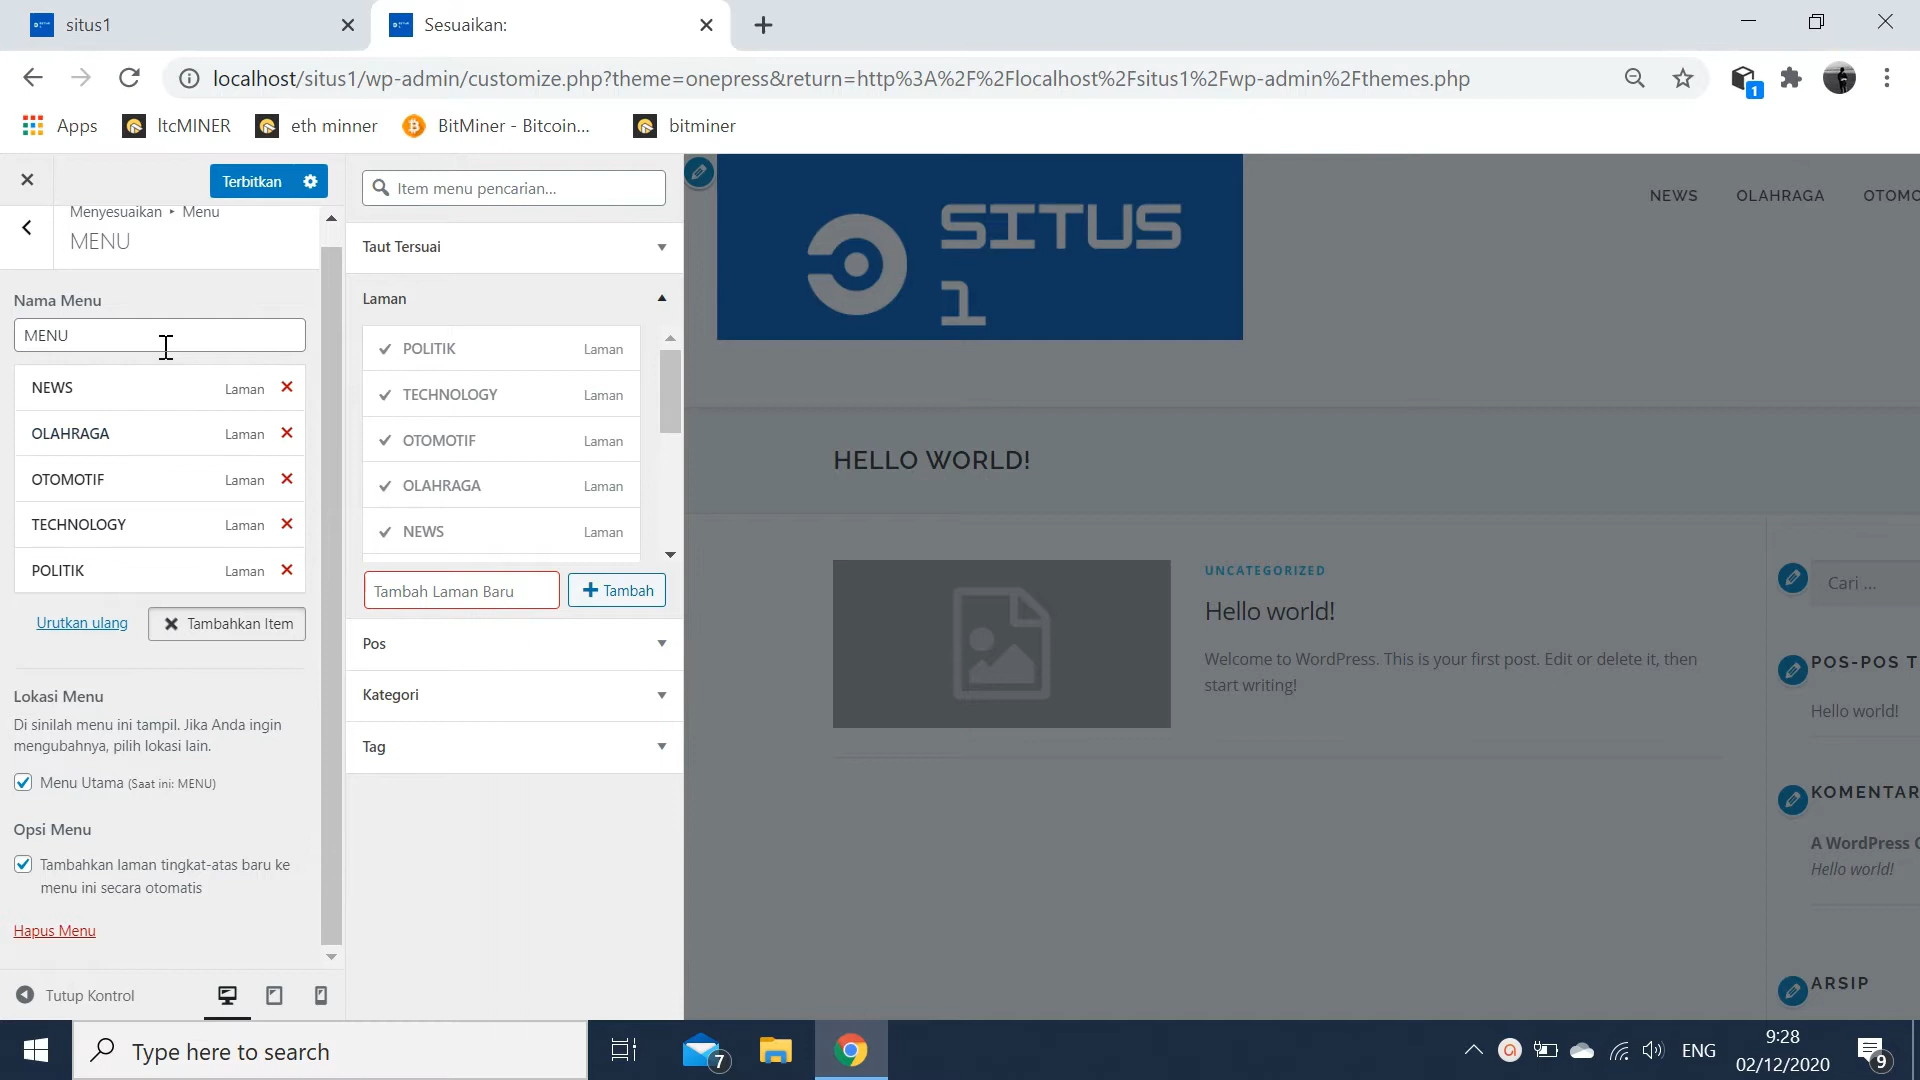 situs1
Sesuaikan:
localhost/situs1/wp-admin/customize.php?theme=onepress&return=http%3A%2F%2Flocalhost%2Fsitus1%2Fwp-admin%2Fthemes.php
1
Apps
ltcMINER
eth minner
BitMiner - Bitcoin...
bitminer
Terbitkan
Menyesuaikan ▸ Menu
MENU
Nama Menu
MENU
NEWS Laman
OLAHRAGA Laman
OTOMOTIF Laman
TECHNOLOGY Laman
POLITIK Laman
Urutkan ulang
Tambahkan Item
Lokasi Menu
Di sinilah menu ini tampil. Jika Anda ingin
mengubahnya, pilih lokasi lain.
Menu Utama (Saat ini: MENU)
Opsi Menu
Tambahkan laman tingkat-atas baru ke
menu ini secara otomatis
Hapus Menu
Tutup Kontrol
Item menu pencarian...
Taut Tersuai
Laman
POLITIK Laman
TECHNOLOGY Laman
OTOMOTIF Laman
OLAHRAGA Laman
NEWS Laman
Tambah Laman Baru
+ Tambah
Pos
Kategori
Tag
SITUS
1
NEWS OLAHRAGA OTOMO
HELLO WORLD!
UNCATEGORIZED
Hello world!
Welcome to WordPress. This is your first post. Edit or delete it, then
start writing!
Cari ...
POS-POS T
Hello world!
KOMENTAR
A WordPress C
Hello world!
ARSIP
Type here to search
7
ENG
9:28
02/12/2020
9